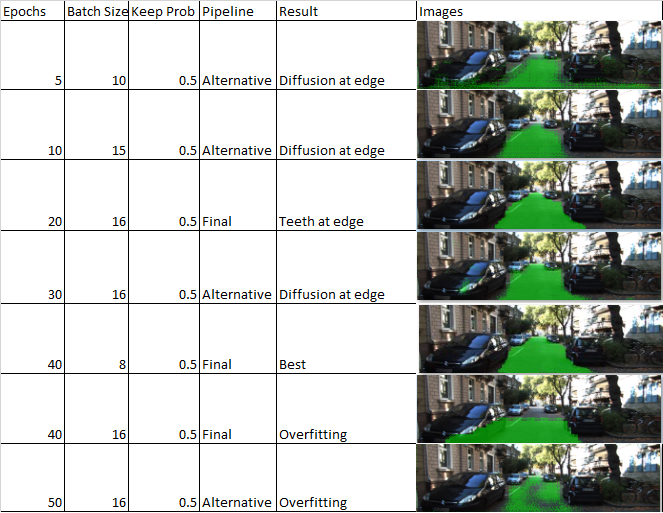 Epochs Batch Size Keep Prob Pipeline Result Images
5 10 0.5 Alternative Diffusion at edge
10 15 0.5 Alternative Diffusion at edge
20 16 0.5 Final Teeth at edge
30 16 0.5 Alternative Diffusion at edge
40 8 0.5 Final Best
40 16 0.5 Final Overfitting
50 16 0.5 Alternative Overfitting